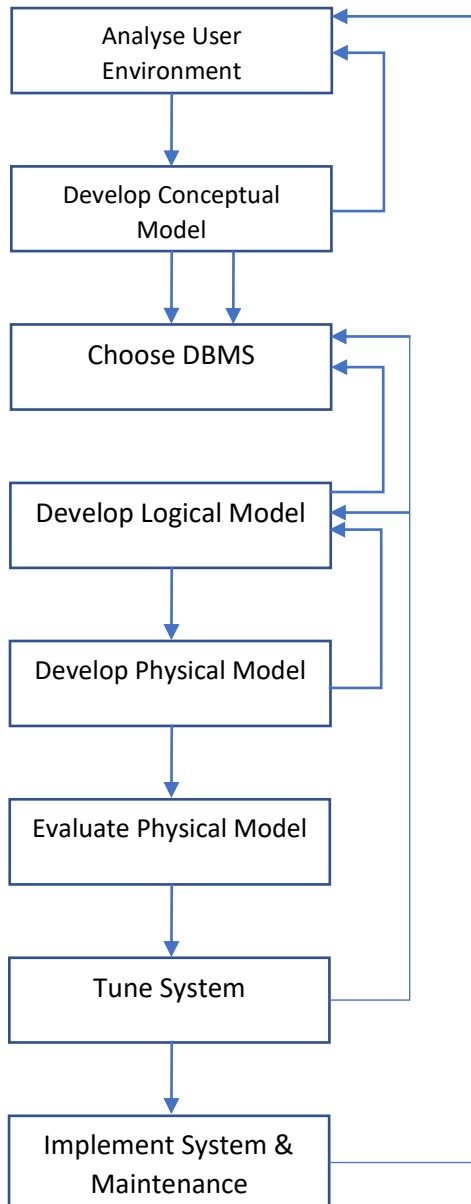 Analyse User
Environment
Develop Conceptual
Model
Choose DBMS
Develop Logical Model
Develop Physical Model
Evaluate Physical Model
Tune System
Implement System &
Maintenance